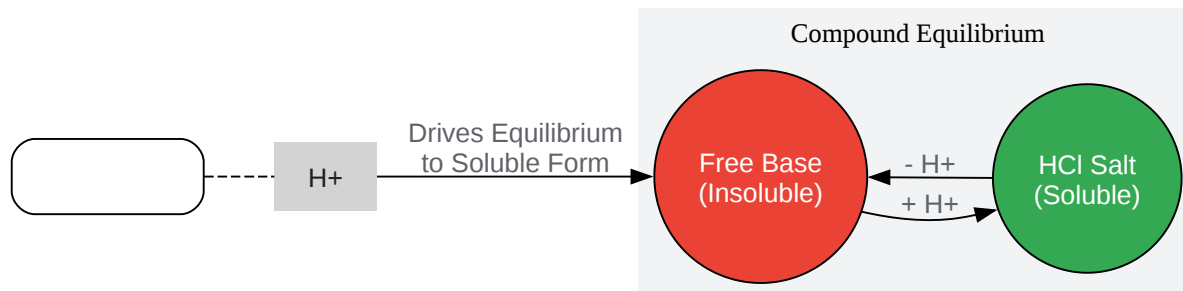 Compound Equilibrium
Drives Equilibrium
to Soluble Form
H+
Free Base
(Insoluble)
- H+
+ H+
HCl Salt
(Soluble)